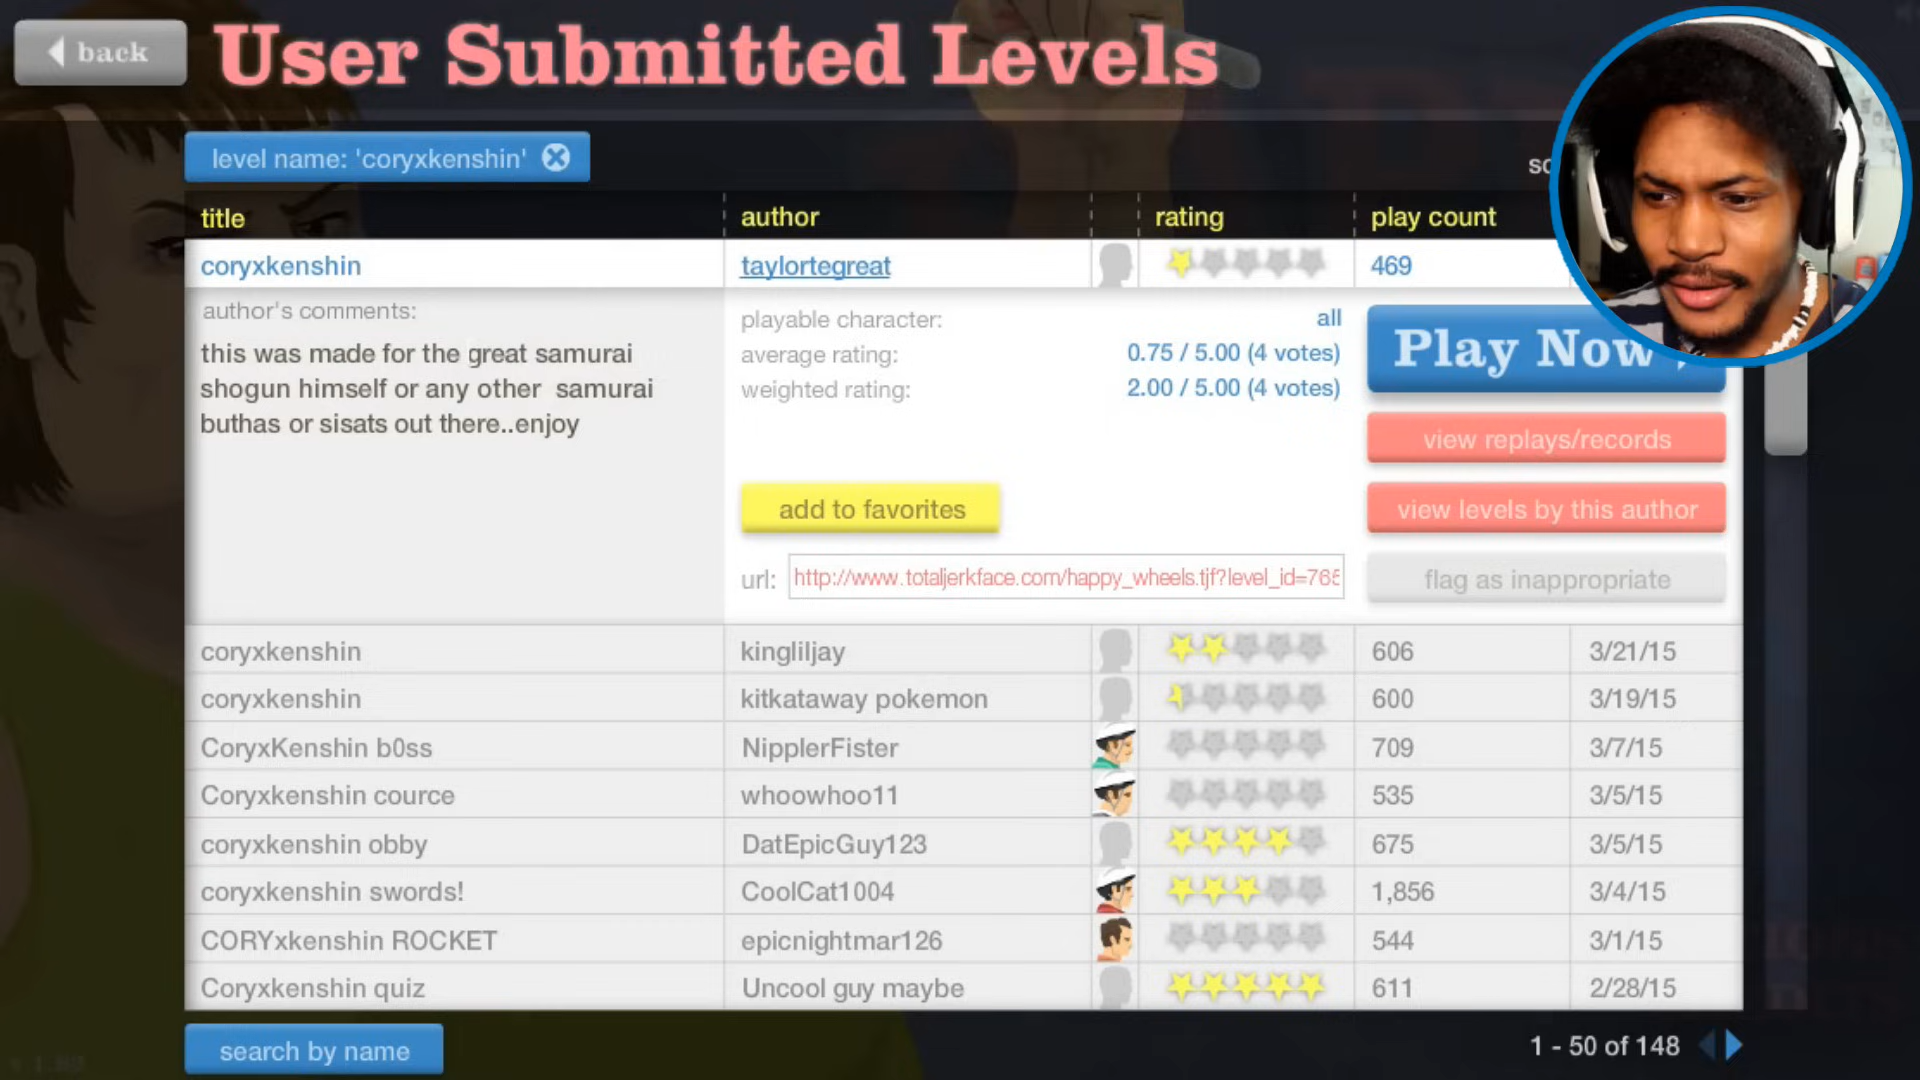 back
User Submitted Levels
level name: 'coryxkenshin'
title author rating play count
coryxkenshin taylortegreat 469
author's comments:
this was made for the great samurai
shogun himself or any other samurai
buthas or sisats out there..enjoy
playable character: all
average rating: 0.75 / 5.00 (4 votes)
weighted rating: 2.00 / 5.00 (4 votes)
add to favorites
url: http://www.totaljerkface.com/happy_wheels.tjf?level_id=765
Play Now
view replays/records
view levels by this author
flag as inappropriate
coryxkenshin kingliljay 606 3/21/15
coryxkenshin kitkataway pokemon 600 3/19/15
CoryxKenshin b0ss NipplerFister 709 3/7/15
Coryxkenshin cource whoowhoo11 535 3/5/15
coryxkenshin obby DatEpicGuy123 675 3/5/15
coryxkenshin swords! CoolCat1004 1,856 3/4/15
CORYxkenshin ROCKET epicnightmar126 544 3/1/15
Coryxkenshin quiz Uncool guy maybe 611 2/28/15
search by name
1 - 50 of 148